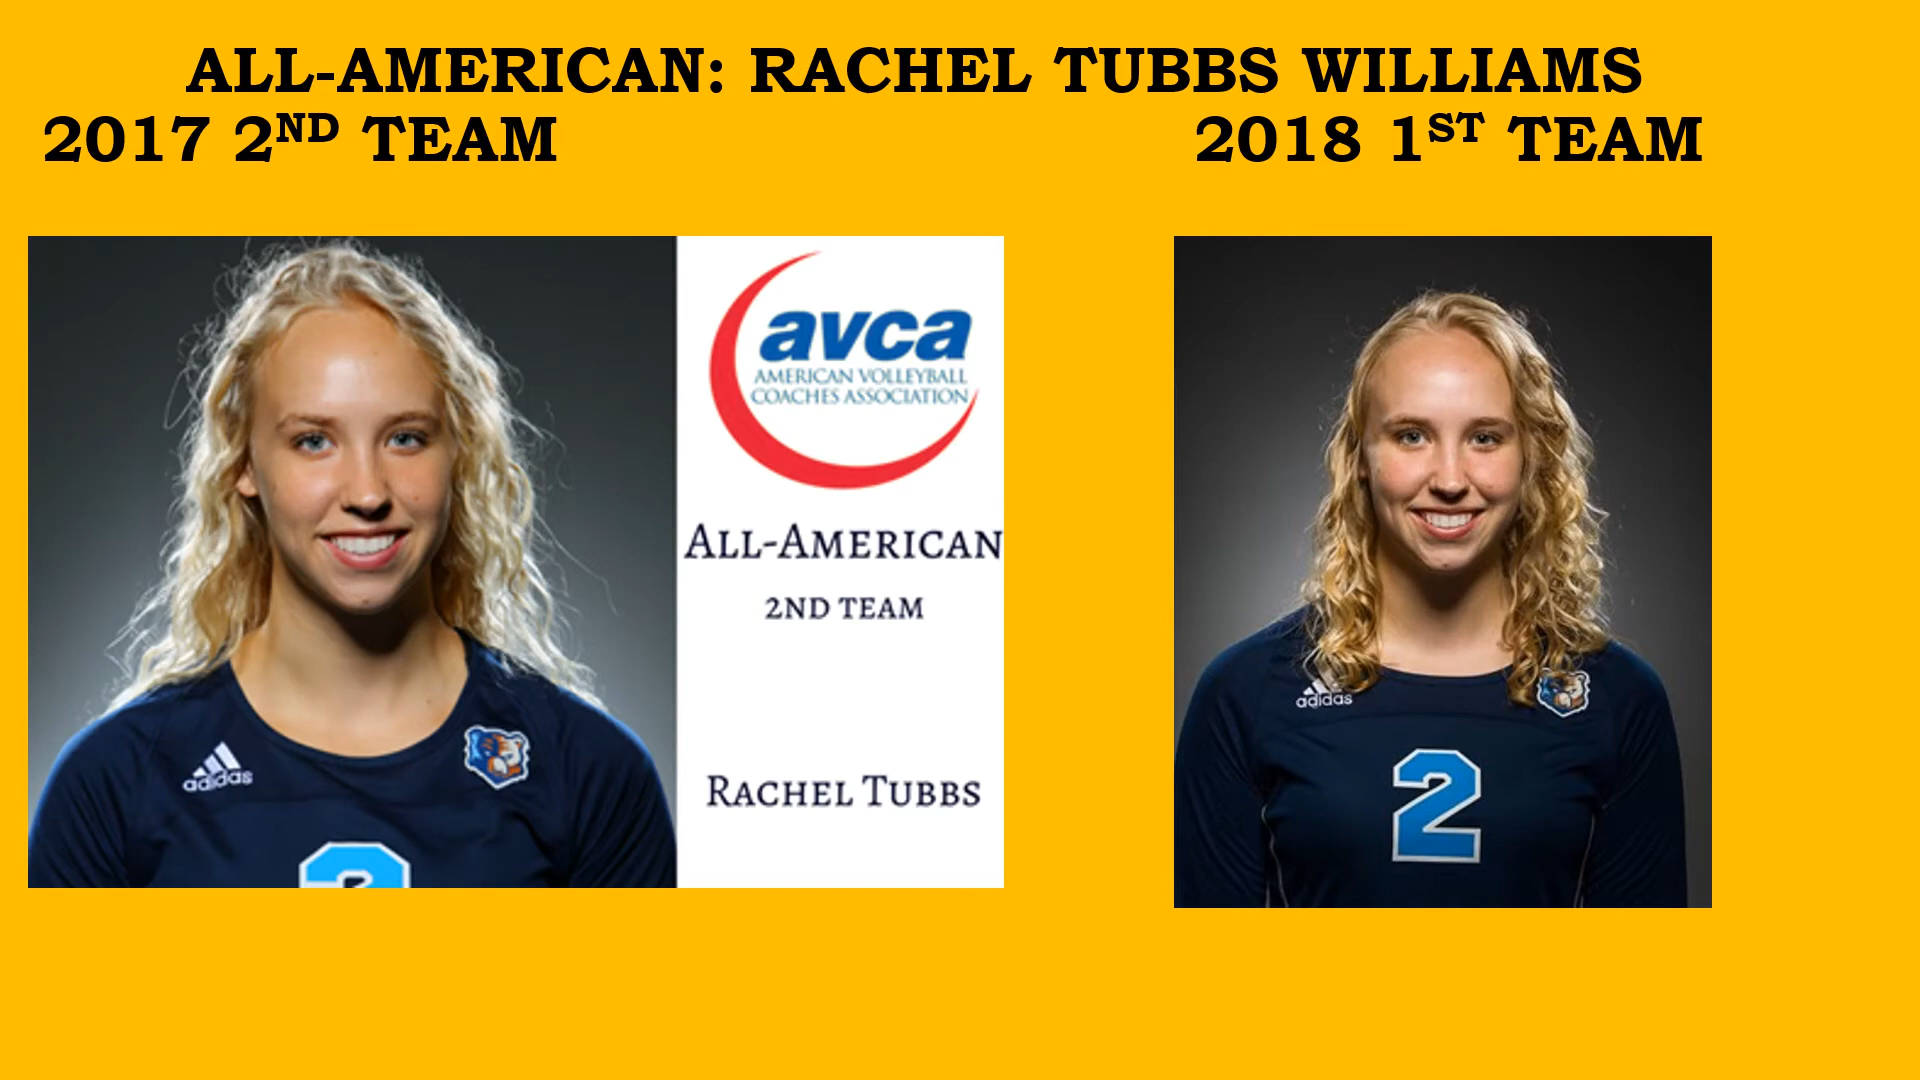 ALL-AMERICAN: RACHEL TUBBS WILLIAMS
2017 2ND TEAM 2018 1ST TEAM
avca
AMERICAN VOLLEYBALL
COACHES ASSOCIATION
ALL-AMERICAN
2ND TEAM
RACHEL TUBBS
adidas
2
adidas
2